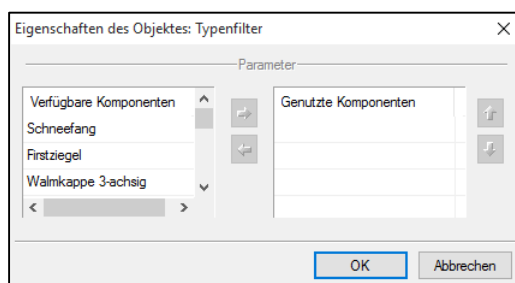 Eigenschaften des Objektes: Typenfilter
Parameter
Verfügbare Komponenten
Schneefang
Firstziegel
Walmkappe 3-achsig
Genutzte Komponenten
OK
Abbrechen